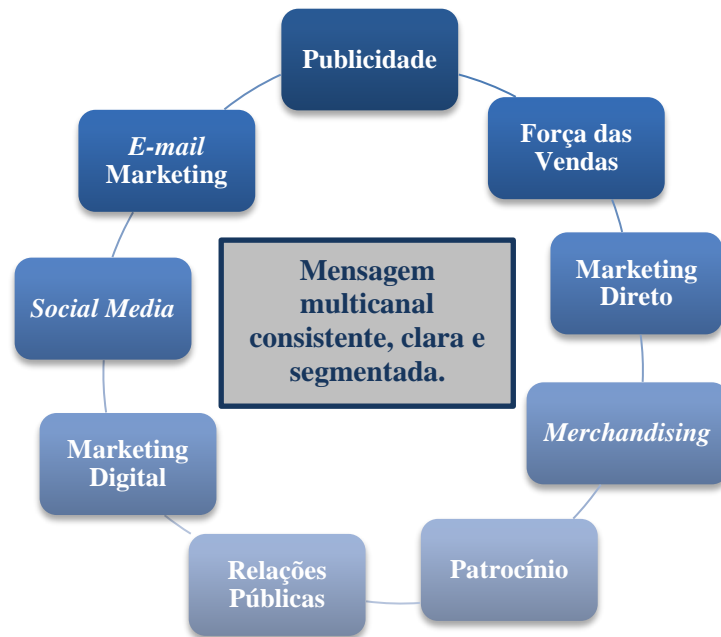 Publicidade
Força das
Vendas
Marketing
Direto
Merchandising
Patrocínio
Relações
Públicas
Marketing
Digital
Social Media
E-mail
Marketing
Mensagem
multicanal
consistente, clara e
segmentada.